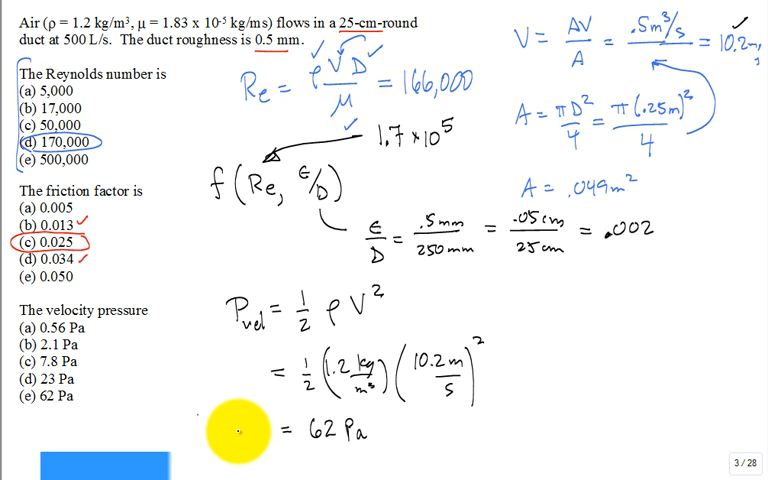 Air (ρ = 1.2 kg/m³, μ = 1.83 x 10⁻⁵ kg/ms) flows in a 25-cm-round
duct at 500 L/s. The duct roughness is 0.5 mm.
The Reynolds number is
(a) 5,000
(b) 17,000
(c) 50,000
(d) 170,000
(e) 500,000
The friction factor is
(a) 0.005
(b) 0.013
(c) 0.025
(d) 0.034
(e) 0.050
The velocity pressure
(a) 0.56 Pa
(b) 2.1 Pa
(c) 7.8 Pa
(d) 23 Pa
(e) 62 Pa
Re = ρVD/μ = 166,000
1.7 × 10⁵
f(Re, ε/D)
ε/D = .5mm/250mm = .05cm/25cm = .002
P vel = 1/2 ρ V²
= 1/2 (1.2 kg/m³) (10.2 m/s)²
= 62 Pa
V = AV/A = .5m³/s = 10.2m/s
A = πD²/4 = π(.25m)²/4
A = .049m²
3 / 28